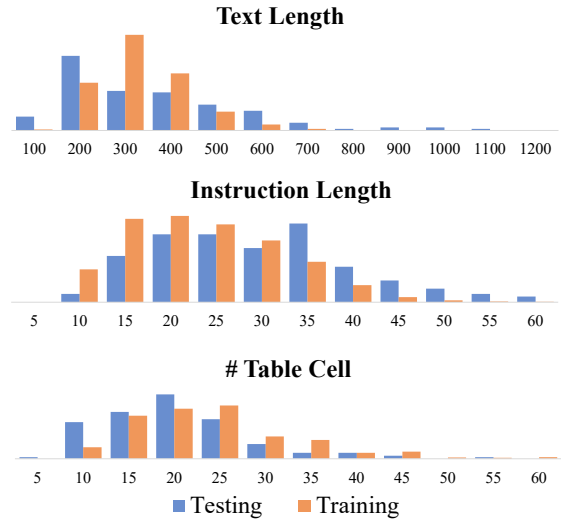 Text Length
100 200 300 400 500 600 700 800 900 1000 1100 1200
Instruction Length
5 10 15 20 25 30 35 40 45 50 55 60
# Table Cell
5 10 15 20 25 30 35 40 45 50 55 60
Testing Training